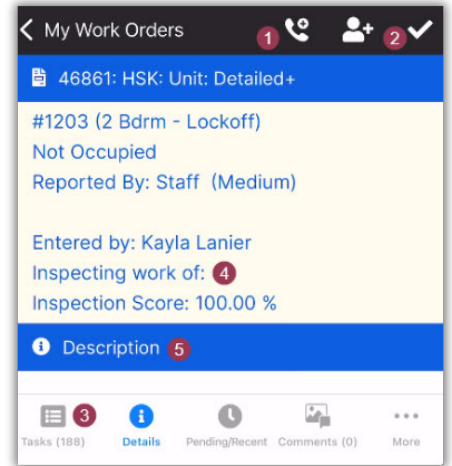 My Work Orders 1 2
46861: HSK: Unit: Detailed+
#1203 (2 Bdrm - Lockoff)
Not Occupied
Reported By: Staff (Medium)
Entered by: Kayla Lanier
Inspecting work of: 4
Inspection Score: 100.00 %
Description 5
3
Tasks (188) Details Pending/Recent Comments (0) More